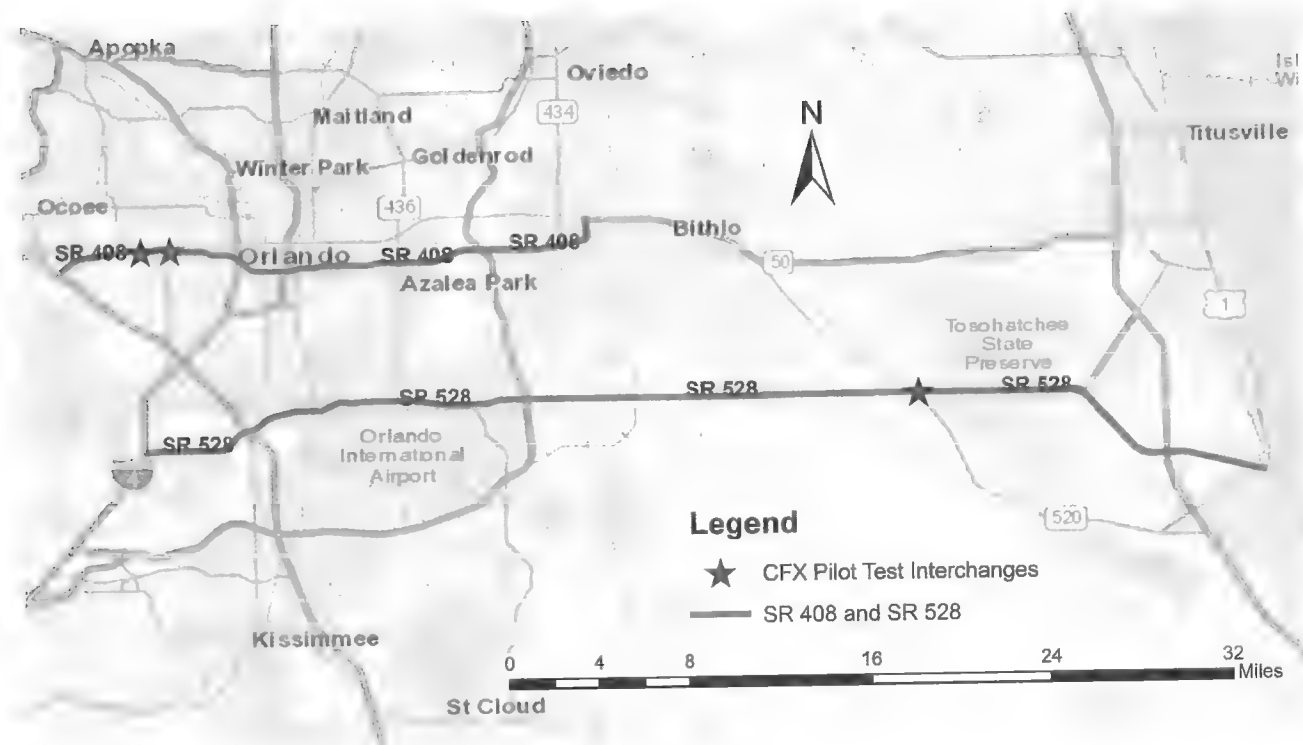 Apopka
Oviedo
434
Maitland
N
Isl
Wi
Titusville
Winter Park
Goldenrod
Ocoee
436
Bithlo
SR 408
Orlando
SR 408
SR 408
50
Azalea Park
1
Tosohatchee
State
Preserve
SR 528
SR 528
SR 528
SR 528
Orlando
International
Airport
4
Legend
520
CFX Pilot Test Interchanges
SR 408 and SR 528
Kissimmee
0 4 8 16 24 32
Miles
St Cloud